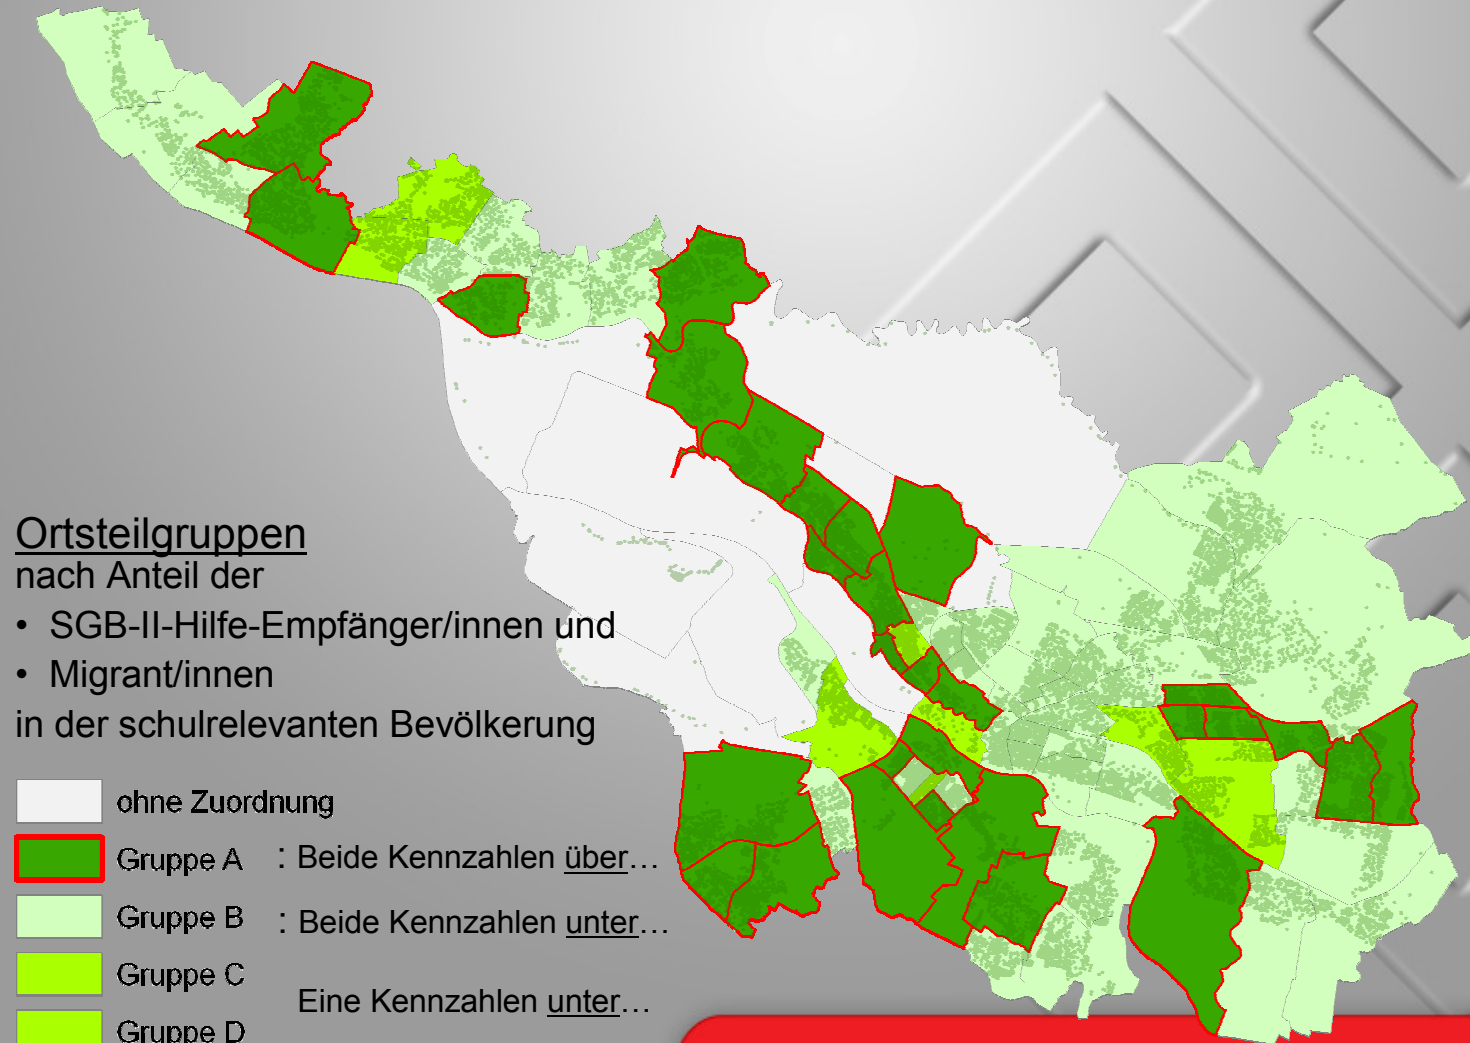 Ortsteilgruppen
nach Anteil der
• SGB-II-Hilfe-Empfänger/innen und
• Migrant/innen
in der schulrelevanten Bevölkerung
ohne Zuordnung
Gruppe A : Beide Kennzahlen über…
Gruppe B : Beide Kennzahlen unter…
Gruppe C
Eine Kennzahlen unter…
Gruppe D